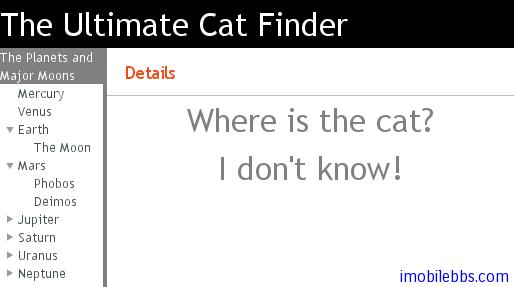 The Ultimate Cat Finder
The Planets and
Major Moons
Mercury
Venus
Earth
The Moon
Mars
Phobos
Deimos
Jupiter
Saturn
Uranus
Neptune
Details
Where is the cat?
I don't know!
imobilebbs.com